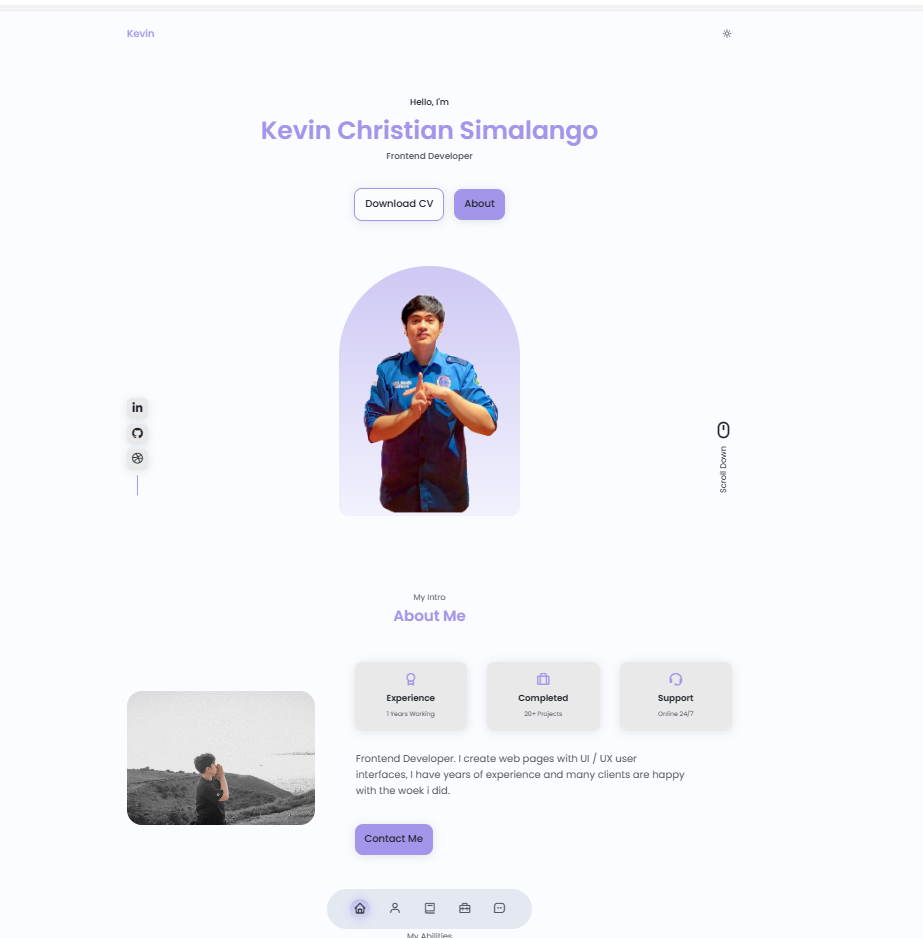 Kevin
Hello, I'm
Kevin Christian Simalango
Frontend Developer
Download CV
About
in
Scroll Down
My Intro
About Me
Experience
1 Years Working
Completed
20+ Projects
Support
Online 24/7
Frontend Developer. I create web pages with UI / UX user
interfaces, I have years of experience and many clients are happy
with the week i did.
Contact Me
My Abilities